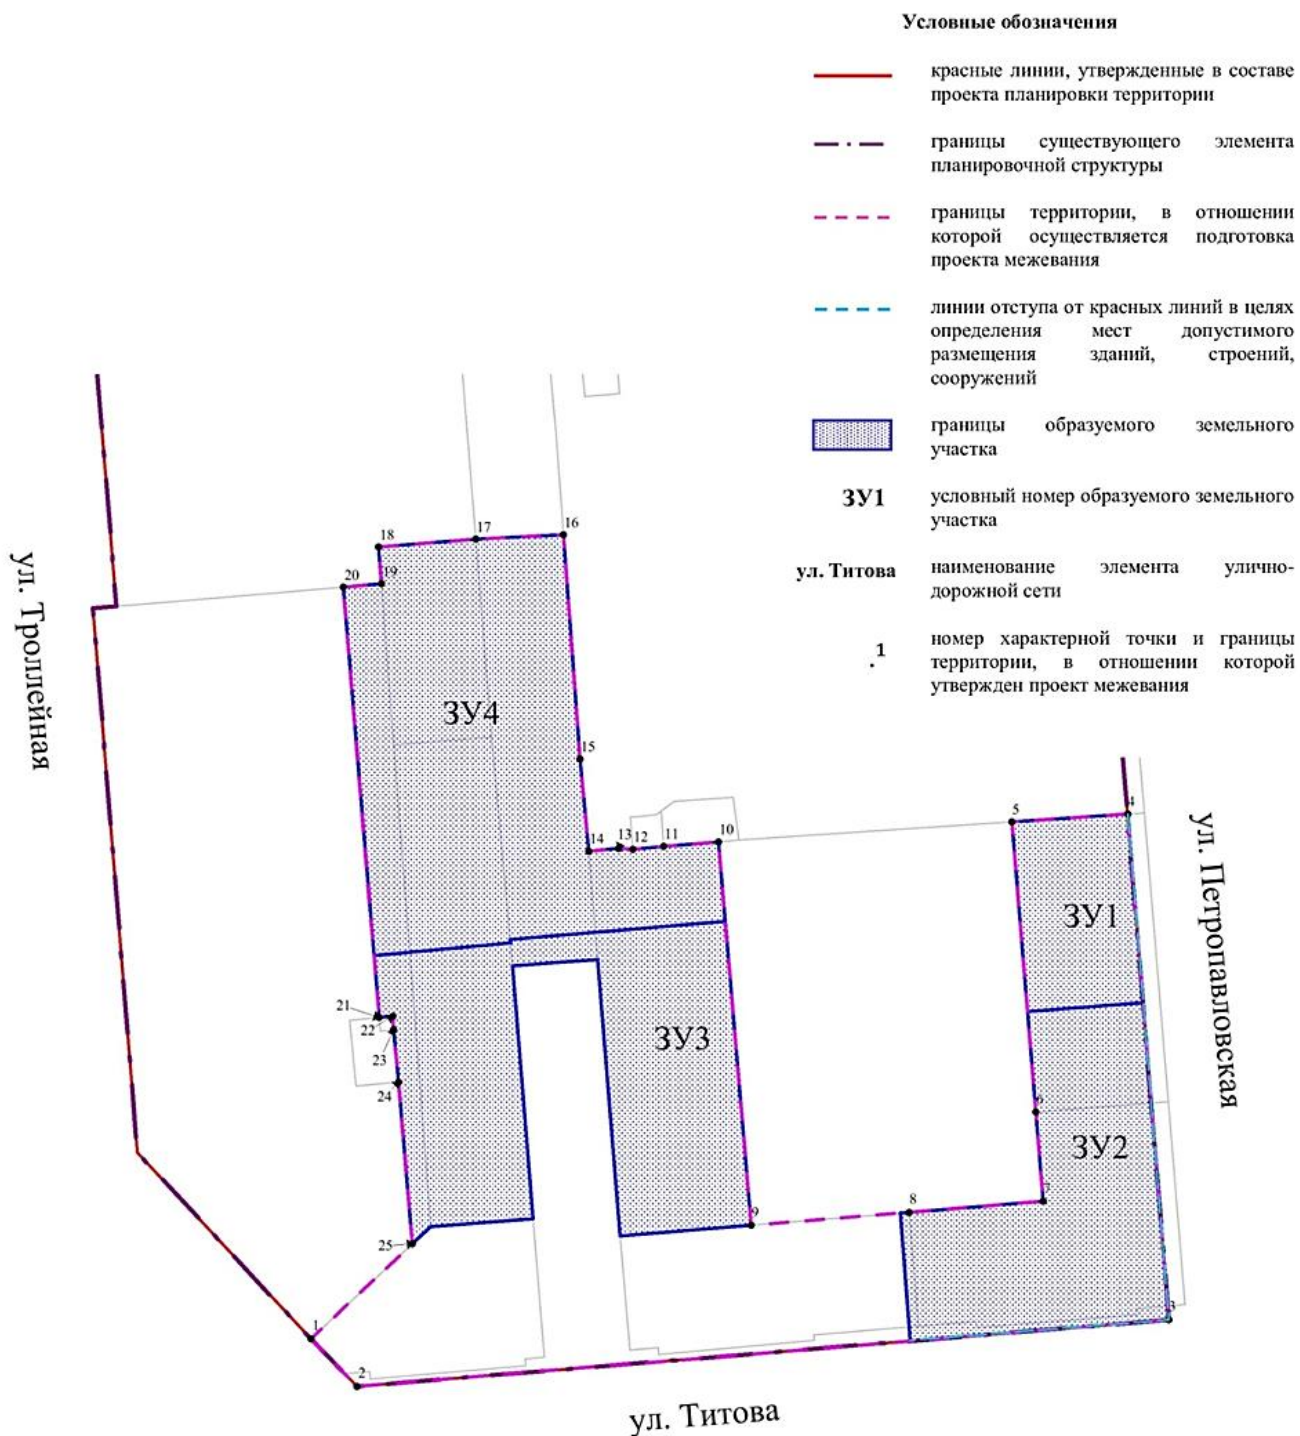 Условные обозначения
красные линии, утвержденные в составе
проекта планировки территории
границы существующего элемента
планировочной структуры
границы территории, в отношении
которой осуществляется подготовка
проекта межевания
линии отступа от красных линий в целях
определения мест допустимого
размещения зданий, строений,
сооружений
границы образуемого земельного
участка
ЗУ1
условный номер образуемого земельного
участка
ул. Титова
наименование элемента улично-
дорожной сети
1
номер характерной точки и границы
территории, в отношении которой
утвержден проект межевания
18
17
16
20
19
ул. Троллейная
ЗУ4
15
14
13
12
11
10
5
4
ул. Петропавловская
ЗУ1
21
22
23
24
ЗУ3
6
ЗУ2
7
8
9
25
1
2
3
ул. Титова